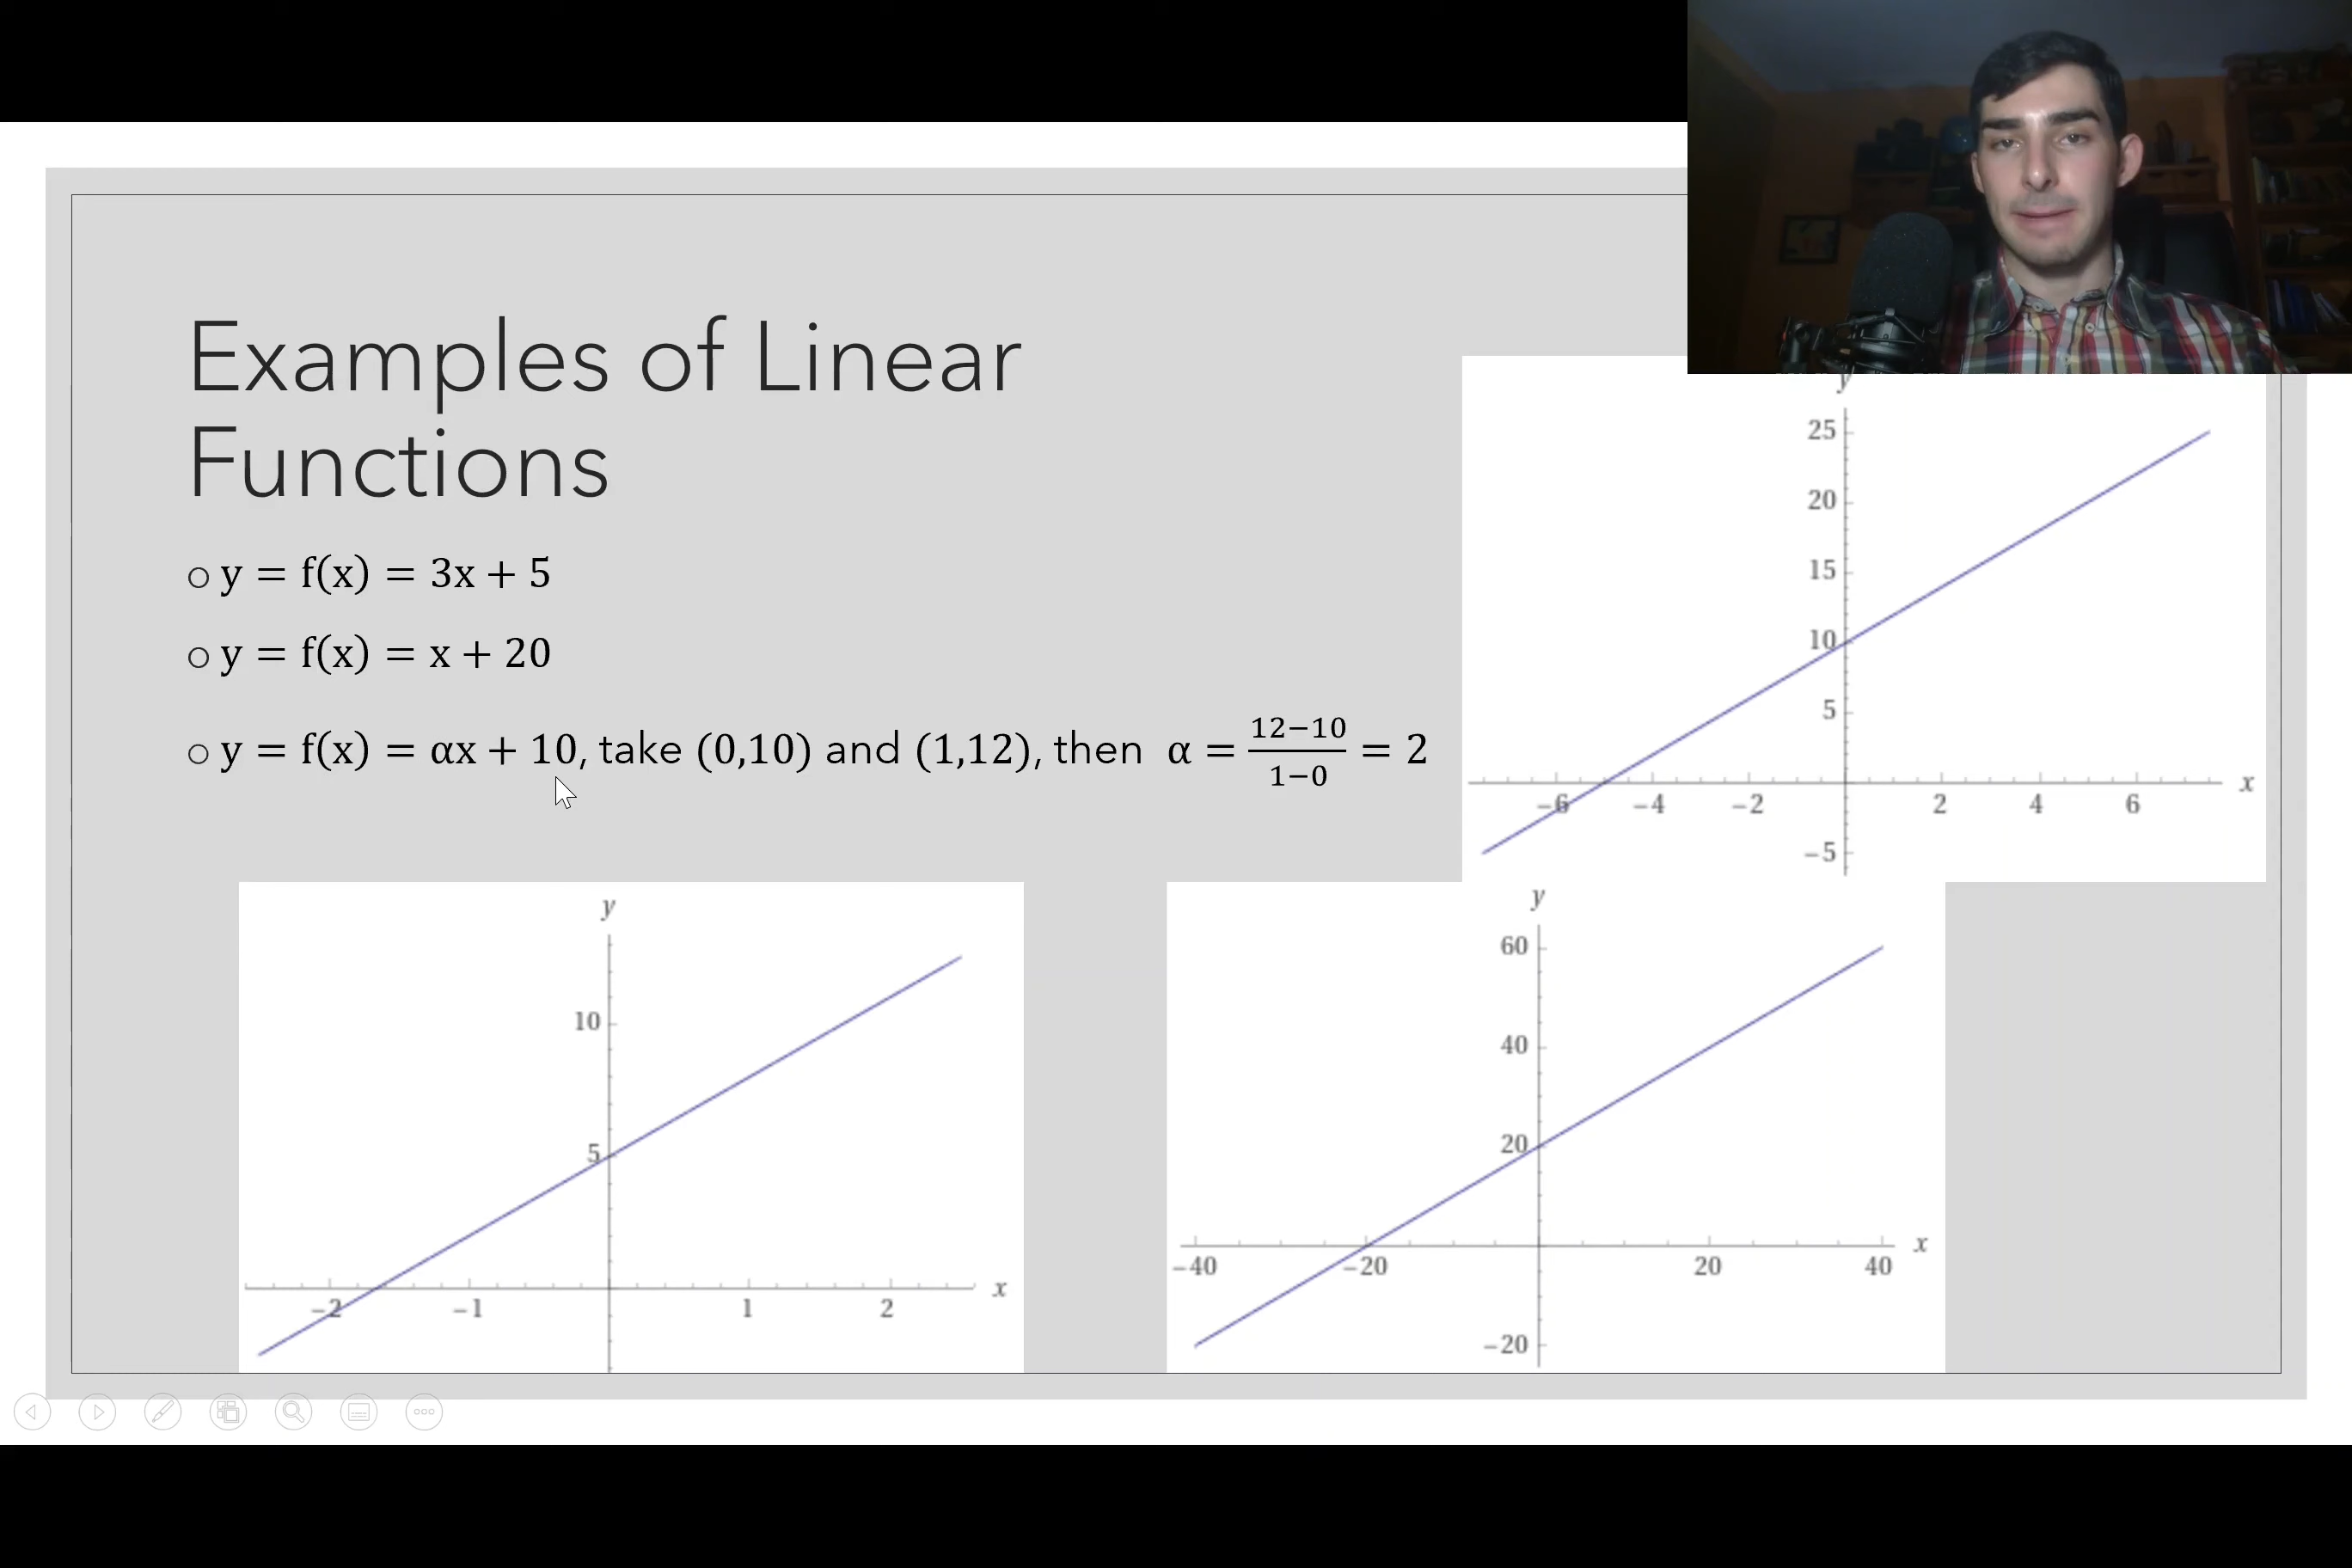 Examples of Linear
Functions
y = f(x) = 3x + 5
y = f(x) = x + 20
y = f(x) = αx + 10, take (0,10) and (1,12), then α = \frac{12−10}{1−0} = 2
y
25
20
15
10
5
−6 −4 −2 2 4 6 x
−5
y
10
5
−2 −1 1 2 x
y
60
40
20
−40 −20 20 40 x
−20